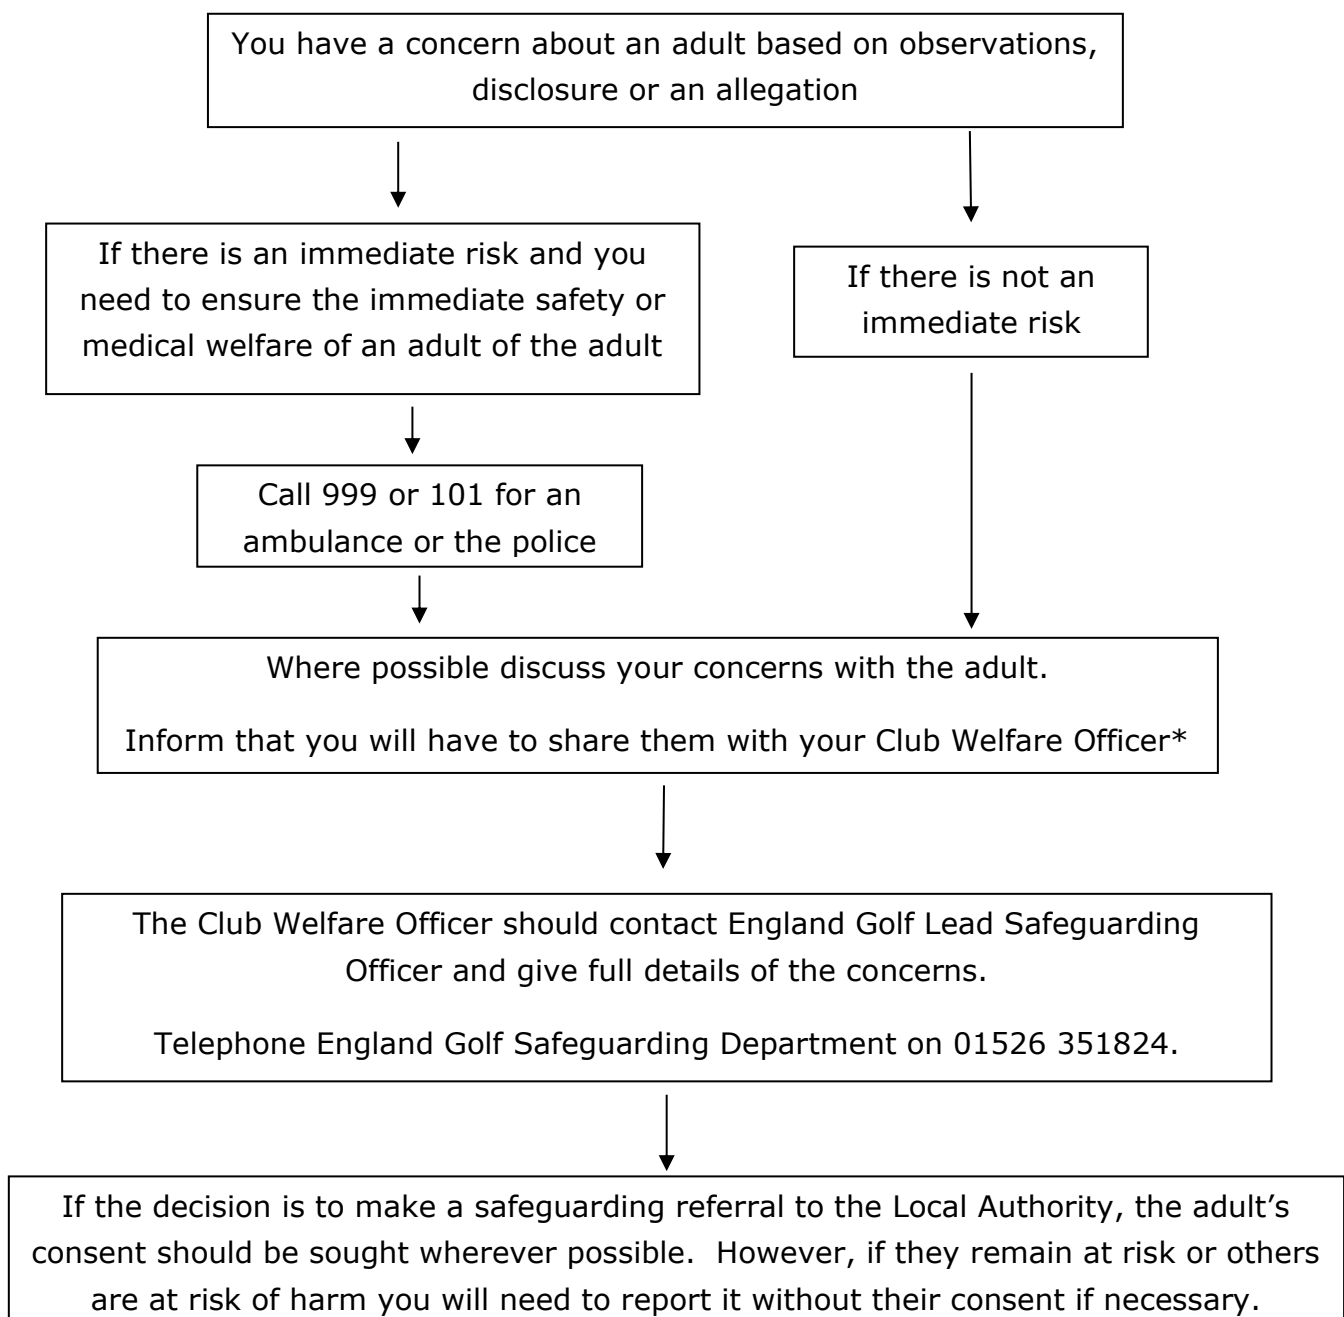 You have a concern about an adult based on observations,
disclosure or an allegation
If there is an immediate risk and you
need to ensure the immediate safety or
medical welfare of an adult of the adult
If there is not an
immediate risk
Call 999 or 101 for an
ambulance or the police
Where possible discuss your concerns with the adult.
Inform that you will have to share them with your Club Welfare Officer*
The Club Welfare Officer should contact England Golf Lead Safeguarding
Officer and give full details of the concerns.
Telephone England Golf Safeguarding Department on 01526 351824.
If the decision is to make a safeguarding referral to the Local Authority, the adult’s
consent should be sought wherever possible.  However, if they remain at risk or others
are at risk of harm you will need to report it without their consent if necessary.